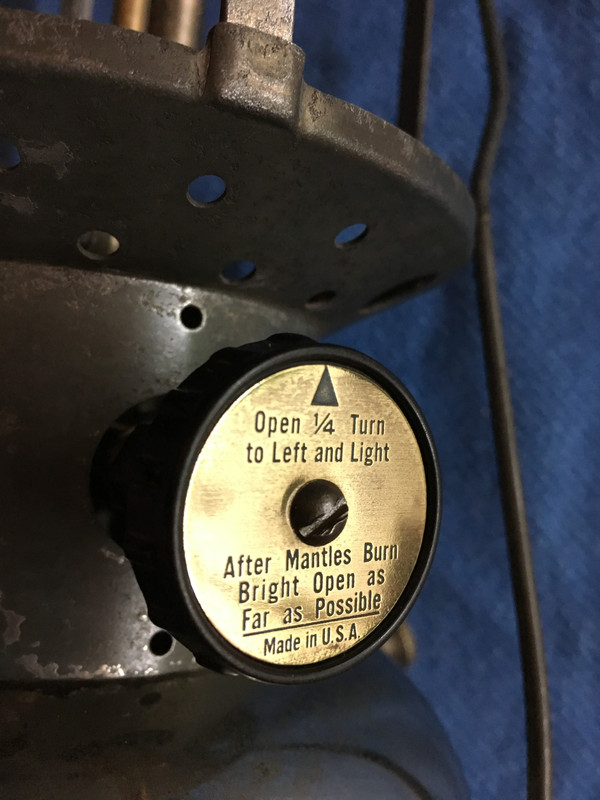 Open 1/4 Turn
to Left and Light
After Mantles Burn
Bright Open as
Far as Possible
Made in U.S.A.